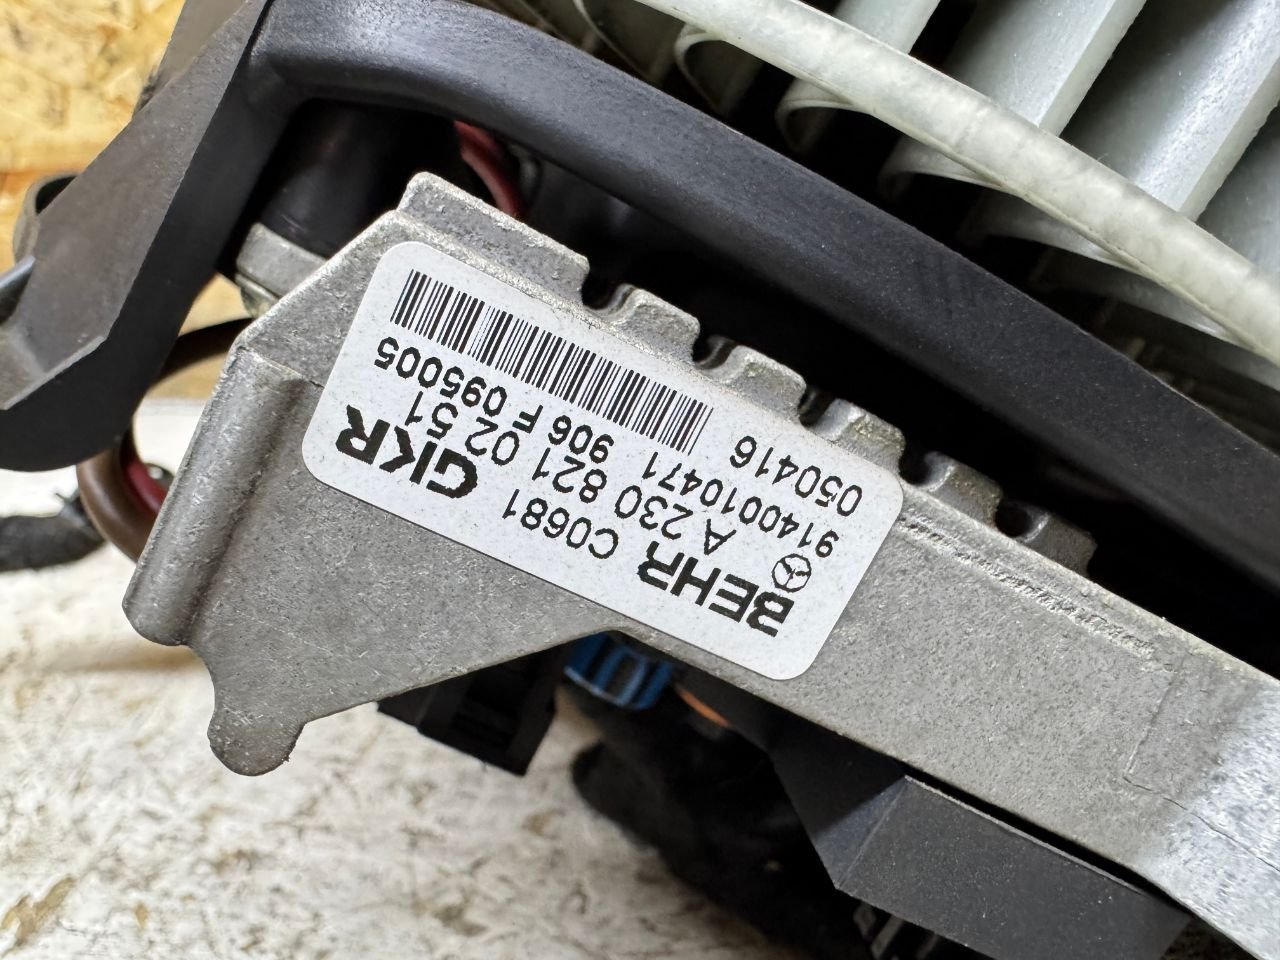 BEHR C0681 GKR
A 230 821 02 51
9140010471 906 F 095005
050416